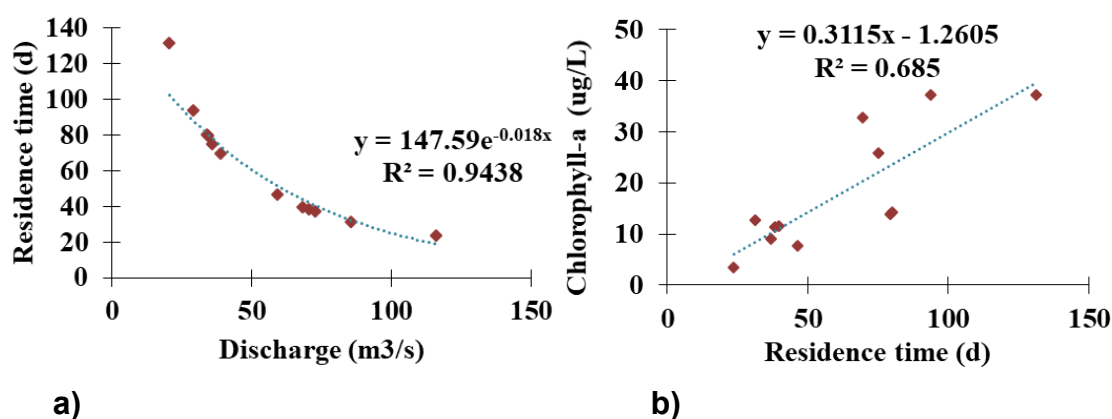 140
120
100
80
60
40
20
0
Residence time (d)
y = 147.59e^-0.018x
R² = 0.9438
0 50 100 150
Discharge (m3/s)
a)
50
40
30
20
10
0
Chlorophyll-a (ug/L)
y = 0.3115x - 1.2605
R² = 0.685
0 50 100 150
Residence time (d)
b)